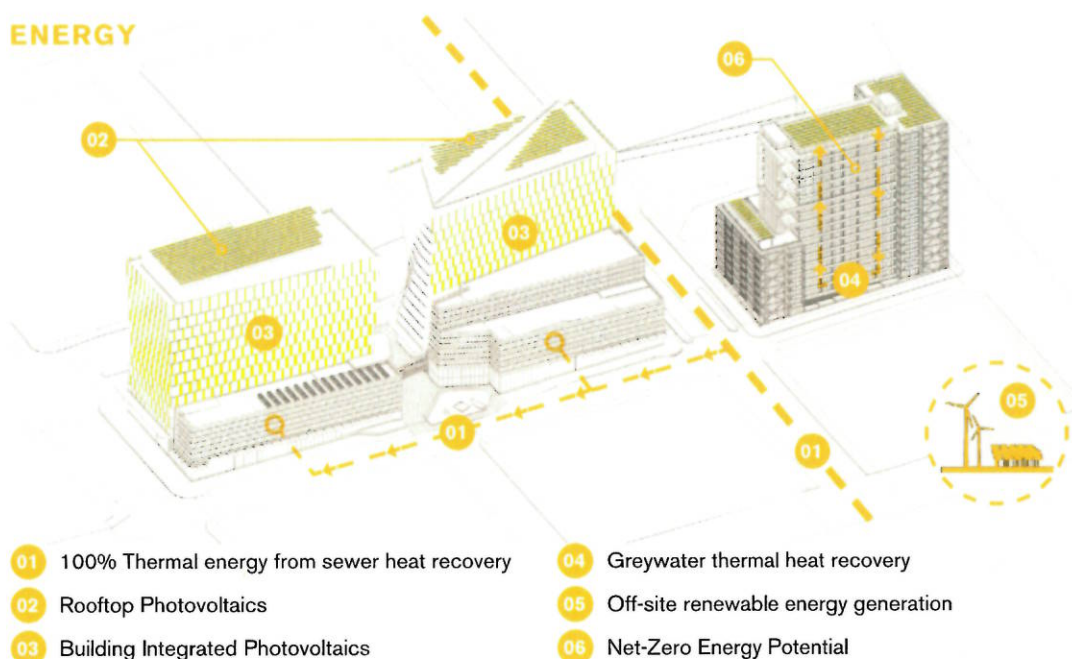 ENERGY
06
02
03
03
04
05
01
01
01 100% Thermal energy from sewer heat recovery
02 Rooftop Photovoltaics
03 Building Integrated Photovoltaics
04 Greywater thermal heat recovery
05 Off-site renewable energy generation
06 Net-Zero Energy Potential